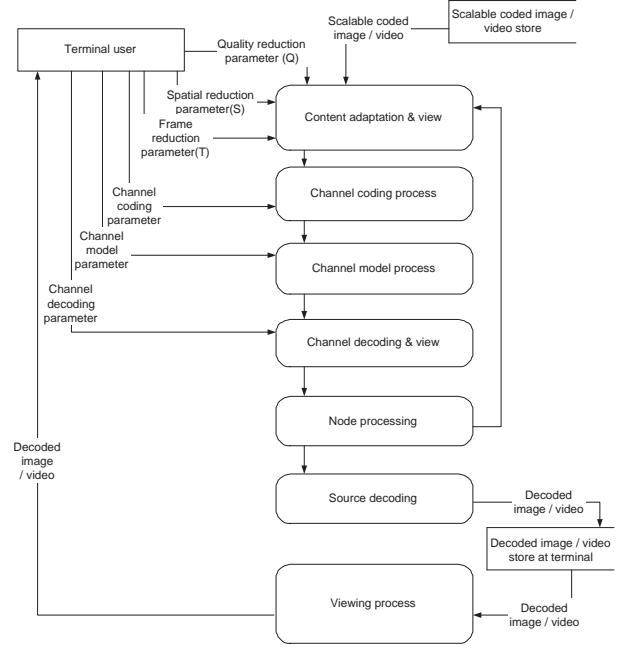 Scalable coded image /
video store
Scalable coded
image / video
Terminal user
Quality reduction
parameter (Q)
Spatial reduction
parameter(S)
Frame
reduction
parameter(T)
Content adaptation & view
Channel
coding
parameter
Channel coding process
Channel
model
parameter
Channel model process
Channel
decoding
parameter
Channel decoding & view
Node processing
Decoded
image
/ video
Source decoding
Decoded
image / video
Decoded image / video
store at terminal
Viewing process
Decoded
image / video